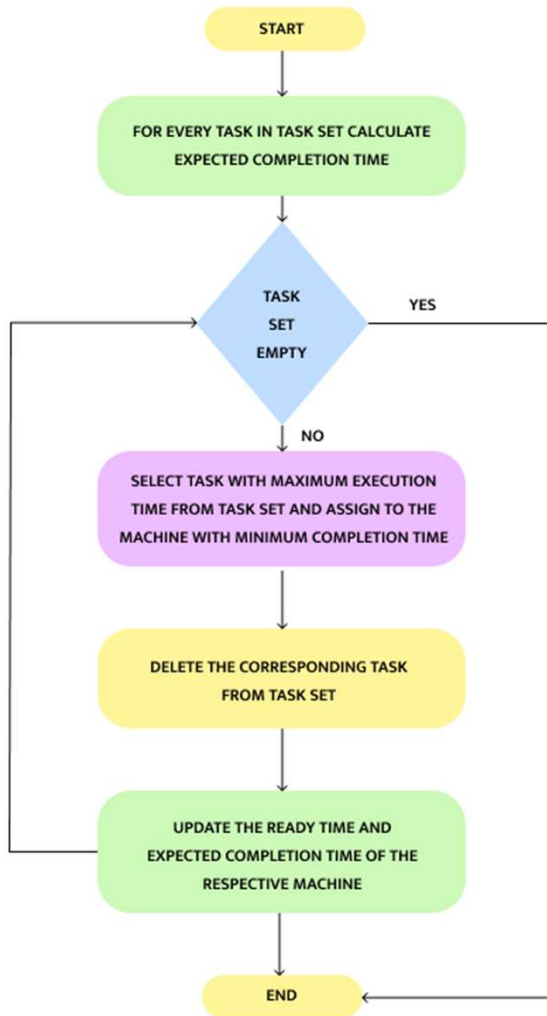 START
FOR EVERY TASK IN TASK SET CALCULATE
EXPECTED COMPLETION TIME
TASK
SET
EMPTY
YES
NO
SELECT TASK WITH MAXIMUM EXECUTION
TIME FROM TASK SET AND ASSIGN TO THE
MACHINE WITH MINIMUM COMPLETION TIME
DELETE THE CORRESPONDING TASK
FROM TASK SET
UPDATE THE READY TIME AND
EXPECTED COMPLETION TIME OF THE
RESPECTIVE MACHINE
END